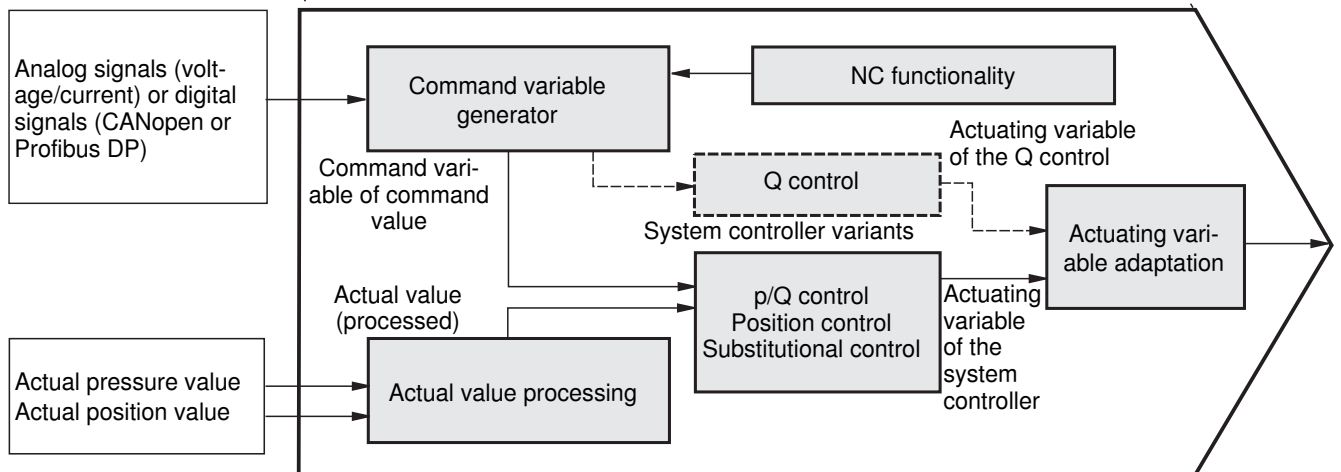 Analog signals (volt-
age/current) or digital
signals (CANopen or
Profibus DP)
Command variable
generator
NC functionality
Command vari-
able of command
value
Q control
Actuating variable
of the Q control
System controller variants
Actuating vari-
able adaptation
p/Q control
Position control
Substitutional control
Actuating
variable
of the
system
controller
Actual value
(processed)
Actual value processing
Actual pressure value
Actual position value